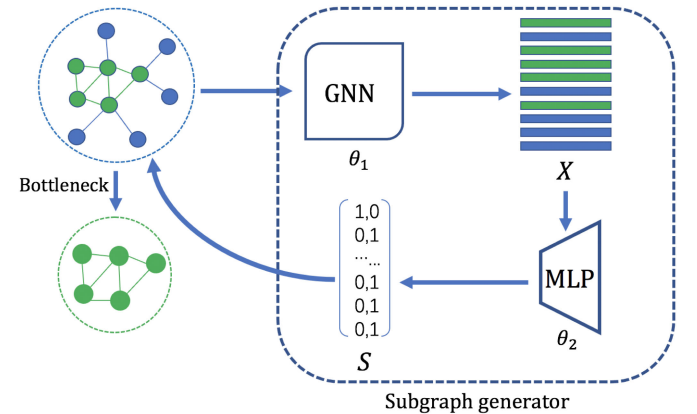 GNN
θ1
X
Bottleneck
1,0
0,1
...…
0,1
0,1
0,1
S
MLP
θ2
Subgraph generator